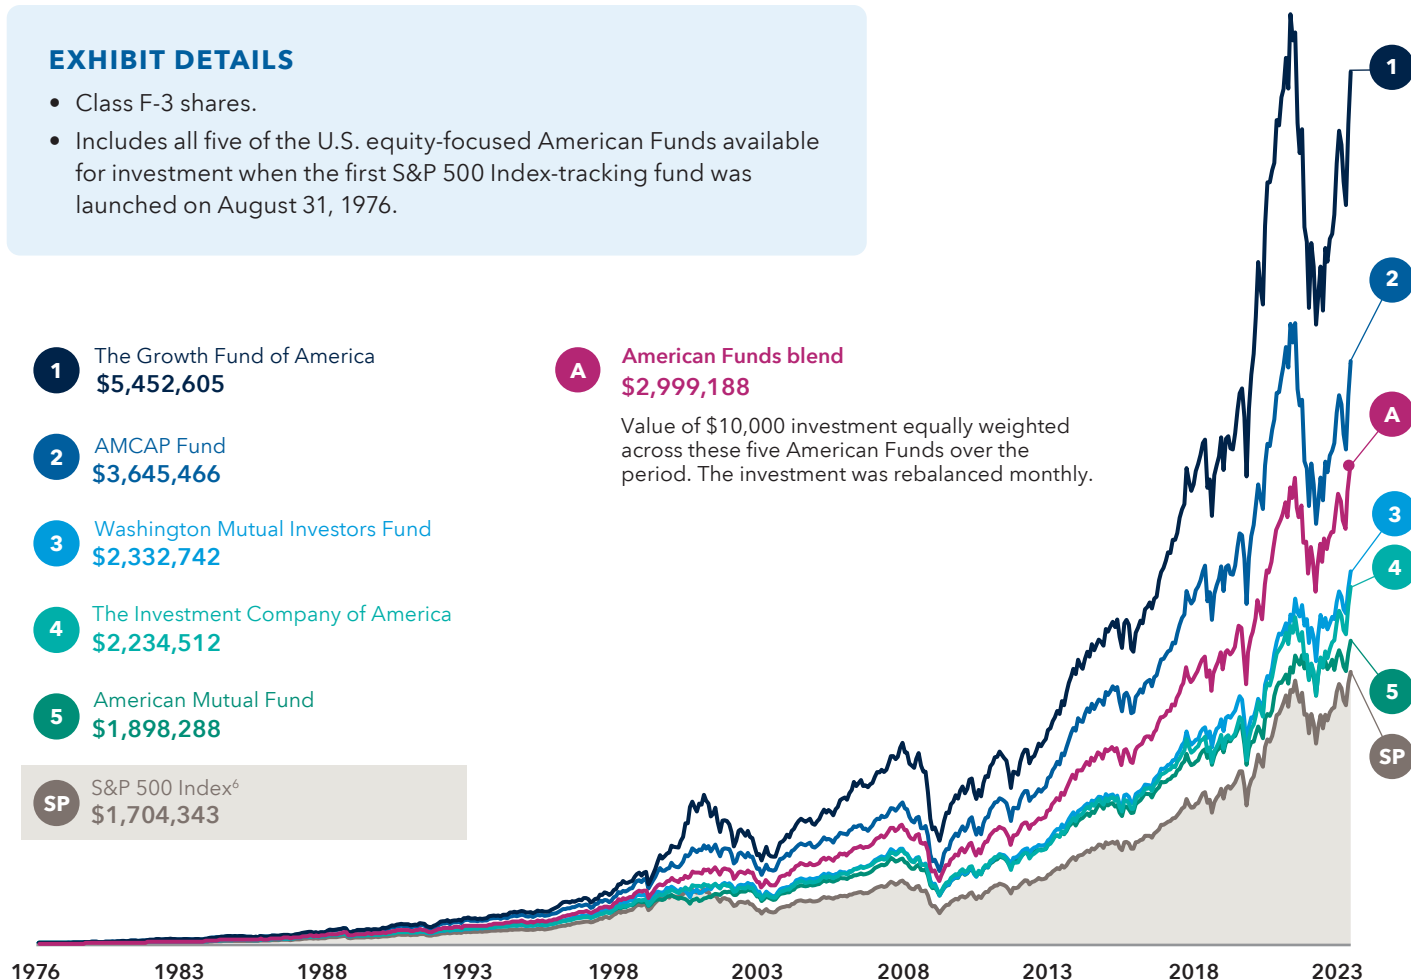 EXHIBIT DETAILS
• Class F-3 shares.
• Includes all five of the U.S. equity-focused American Funds available
for investment when the first S&P 500 Index-tracking fund was
launched on August 31, 1976.
1
The Growth Fund of America
$5,452,605
2
AMCAP Fund
$3,645,466
3
Washington Mutual Investors Fund
$2,332,742
4
The Investment Company of America
$2,234,512
5
American Mutual Fund
$1,898,288
SP
S&P 500 Index⁶
$1,704,343
A
American Funds blend
$2,999,188
Value of $10,000 investment equally weighted
across these five American Funds over the
period. The investment was rebalanced monthly.
1
2
A
3
4
5
SP
1976 1983 1988 1993 1998 2003 2008 2013 2018 2023